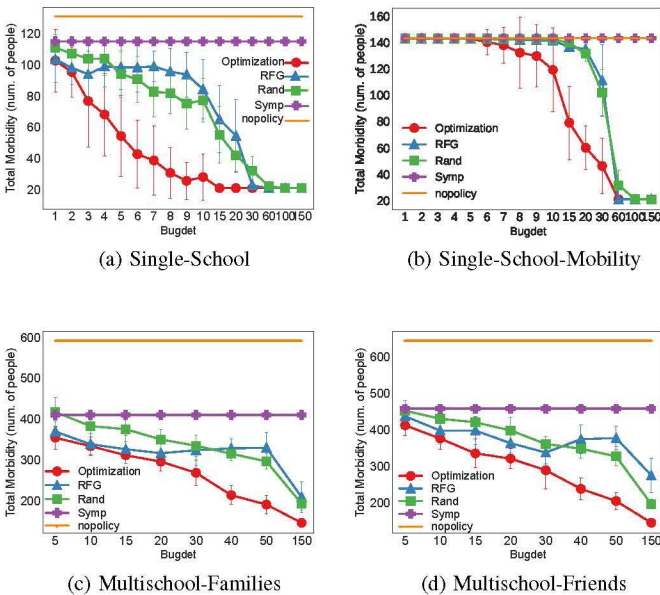 Total Morbidity (num. of people)
120
100
80
60
40
20
Optimization
RFG
Rand
Symp
nopolicy
1 2 3 4 5 6 7 8 9 10 15 20 30 60 100 150
Bugdet
(a) Single-School
Total Morbidity (num. of people)
160
140
120
100
80
60
40
20
Optimization
RFG
Rand
Symp
nopolicy
1 2 3 4 5 6 7 8 9 10 15 20 30 60 100 150
Bugdet
(b) Single-School-Mobility
Total Morbidity (num. of people)
600
500
400
300
200
Optimization
RFG
Rand
Symp
nopolicy
5 10 15 20 30 40 50 150
Bugdet
(c) Multischool-Families
Total Morbidity (num. of people)
600
500
400
300
200
Optimization
RFG
Rand
Symp
nopolicy
5 10 15 20 30 40 50 150
Bugdet
(d) Multischool-Friends